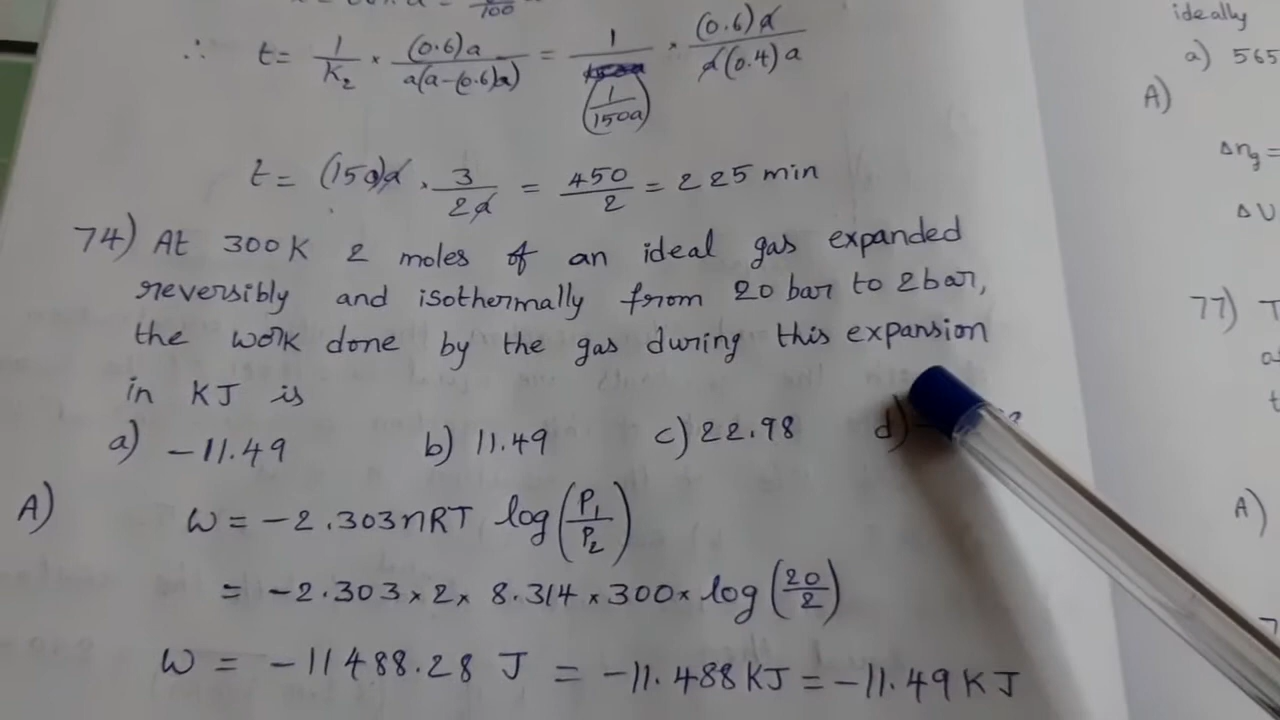 100
∴ t = 1/K₂ × (0.6)a/a(a-(0.6)a) = 1/(1/150a) × (0.6)a/a(0.4)a
t = (150)a . 3/2a = 450/2 = 225 min
74) At 300K 2 moles of an ideal gas expanded
reversibly and isothermally from 20 bar to 2 bar,
the work done by the gas during this expansion
in KJ is
a) -11.49 b) 11.49 c) 22.98 d)
A) W = -2.303nRT log(P₁/P₂)
= -2.303 × 2 × 8.314 × 300 × log(20/2)
W = -11488.28 J = -11.488 KJ = -11.49 KJ
ideally
a) 565
A)
Δng =
ΔU
77) T
A)